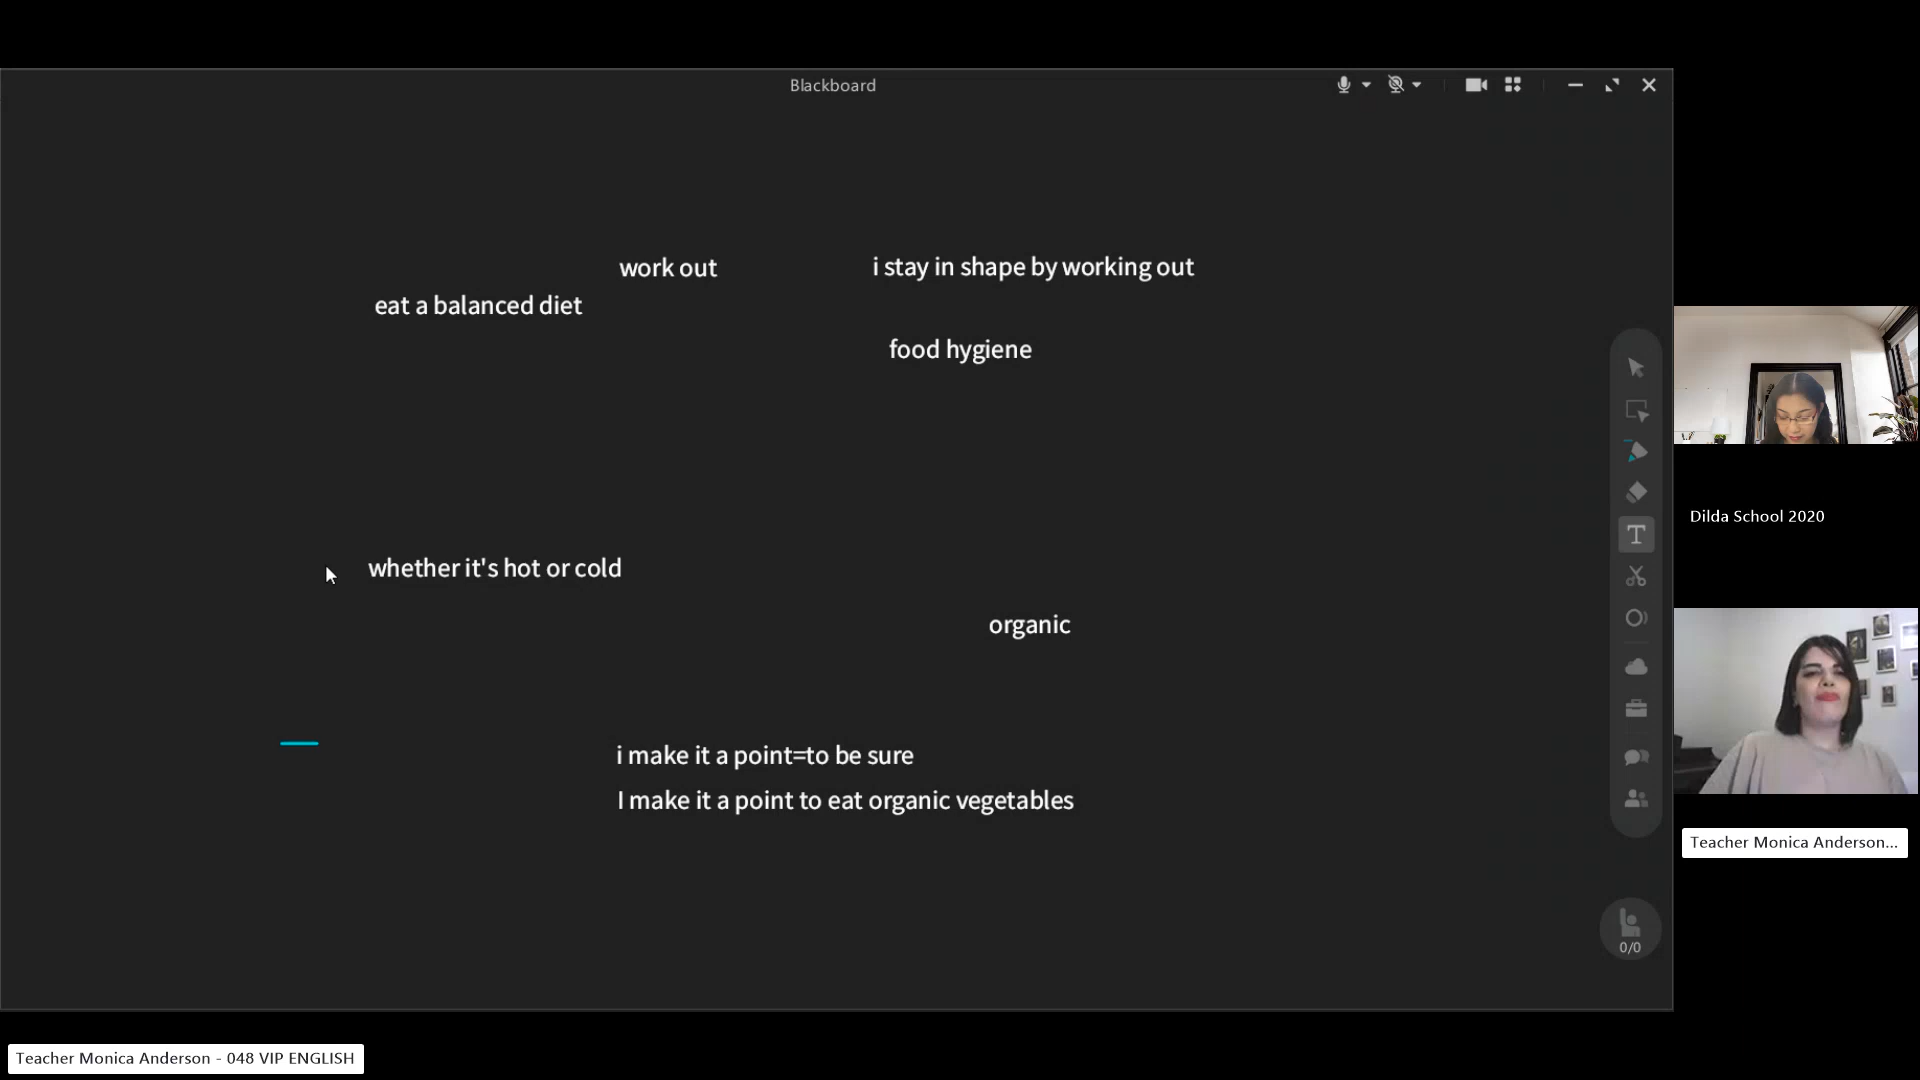 Blackboard
work out
i stay in shape by working out
eat a balanced diet
food hygiene
whether it's hot or cold
organic
i make it a point=to be sure
I make it a point to eat organic vegetables
0/0
Dilda School 2020
Teacher Monica Anderson...
Teacher Monica Anderson - 048 VIP ENGLISH